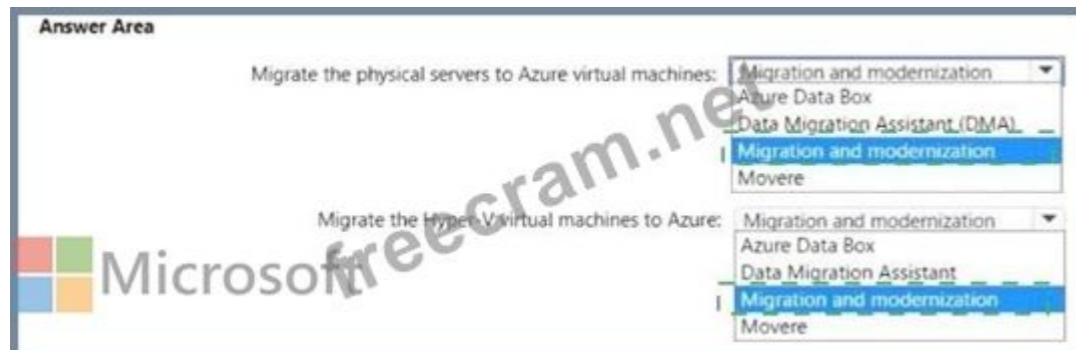 Answer Area
Migrate the physical servers to Azure virtual machines: Migration and modernization
Azure Data Box
Data Migration Assistant (DMA)
Migration and modernization
Movere
Migrate the Hyper-V virtual machines to Azure: Migration and modernization
Azure Data Box
Data Migration Assistant
Migration and modernization
Movere
Microsoft
freecram.net